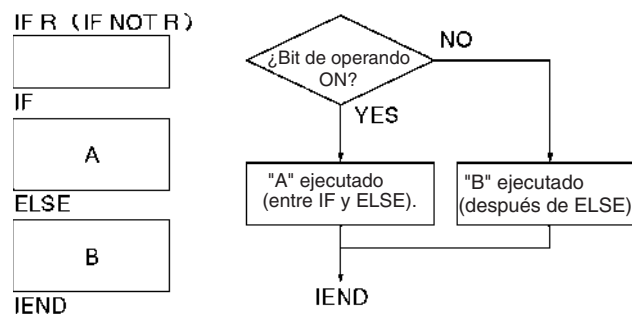 IF R (IF NOT R)
IF
A
ELSE
B
IEND
¿Bit de operando
ON?
NO
YES
"A" ejecutado
(entre IF y ELSE).
"B" ejecutado
(después de ELSE)
IEND